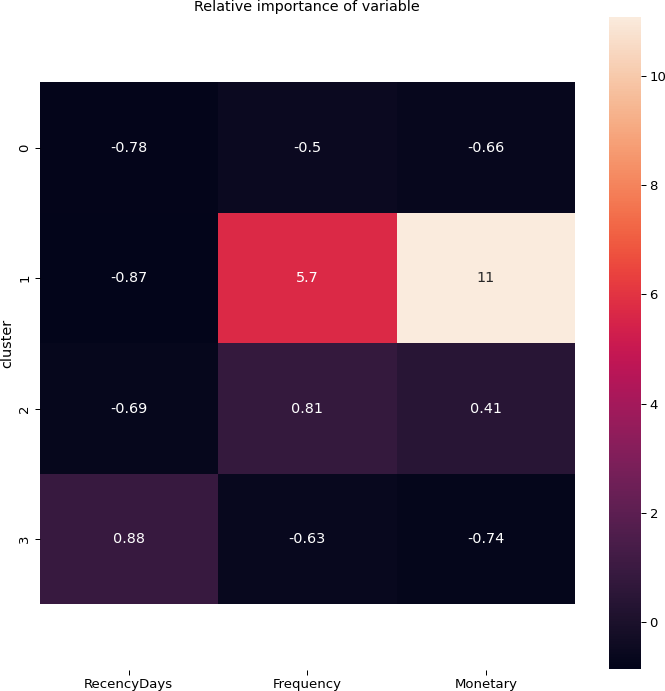 Relative importance of variable
cluster
0 -0.78 -0.5 -0.66
1 -0.87 5.7 11
2 -0.69 0.81 0.41
3 0.88 -0.63 -0.74
RecencyDays Frequency Monetary
10
8
6
4
2
0